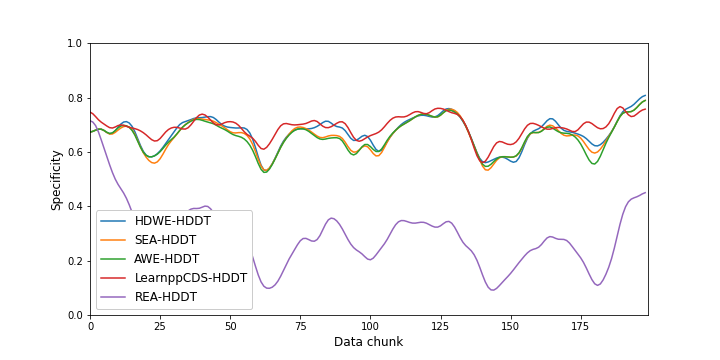 1.0
0.8
0.6
0.4
0.2
0.0
Specificity
HDWE-HDDT
SEA-HDDT
AWE-HDDT
LearnppCDS-HDDT
REA-HDDT
0 25 50 75 100 125 150 175
Data chunk